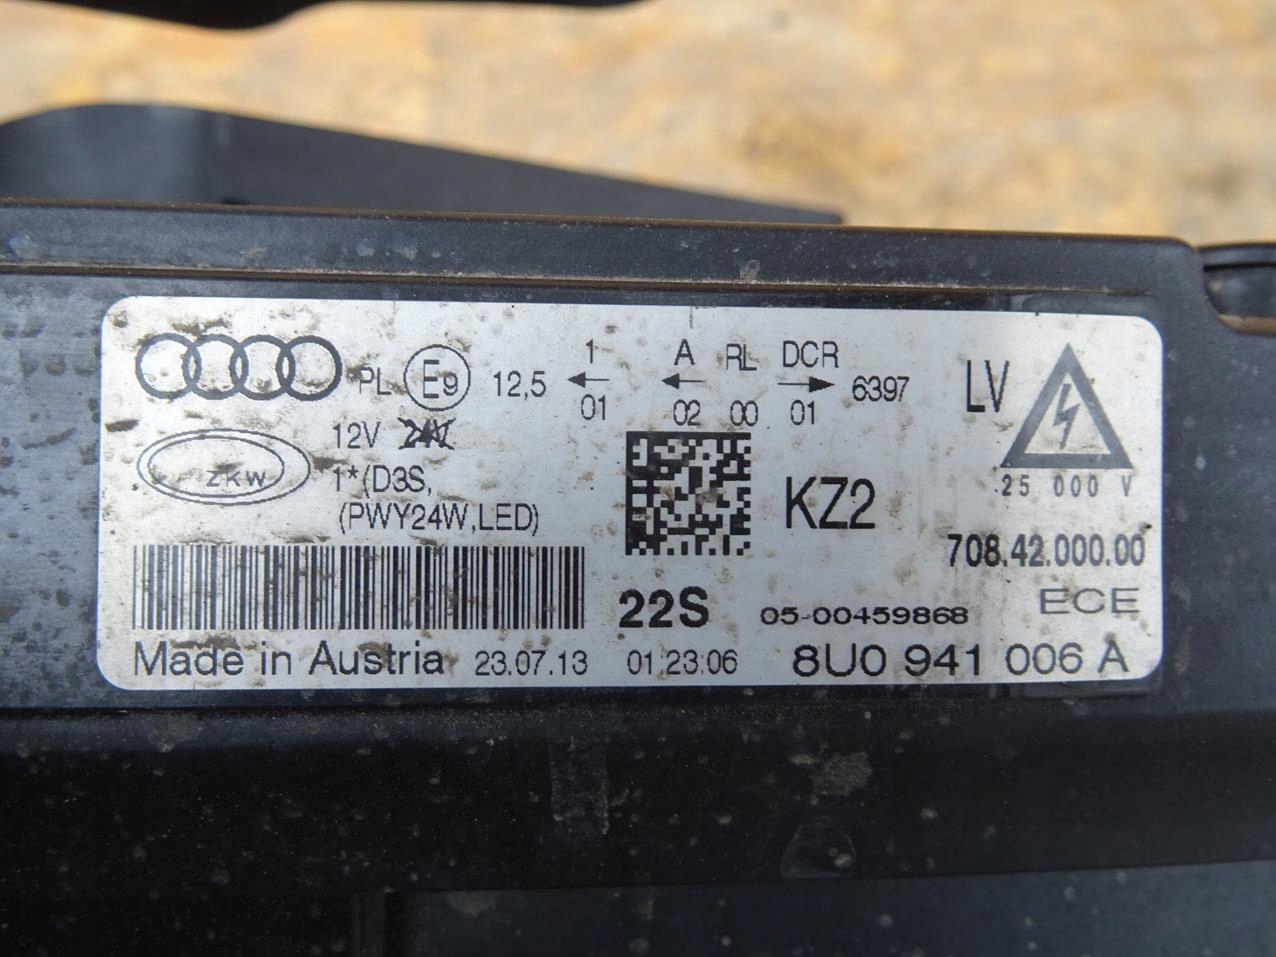 PL E9 12,5 1 A RL DCR 6397 LV
01 02 00 01
12V 24V
ZKW 1*(D3S,
(PWY24W,LED)
KZ2
25 000 V
708.42.000.00
22S 05-00459868 ECE
Made in Austria 23.07.13 01:23:06 8U0 941 006 A